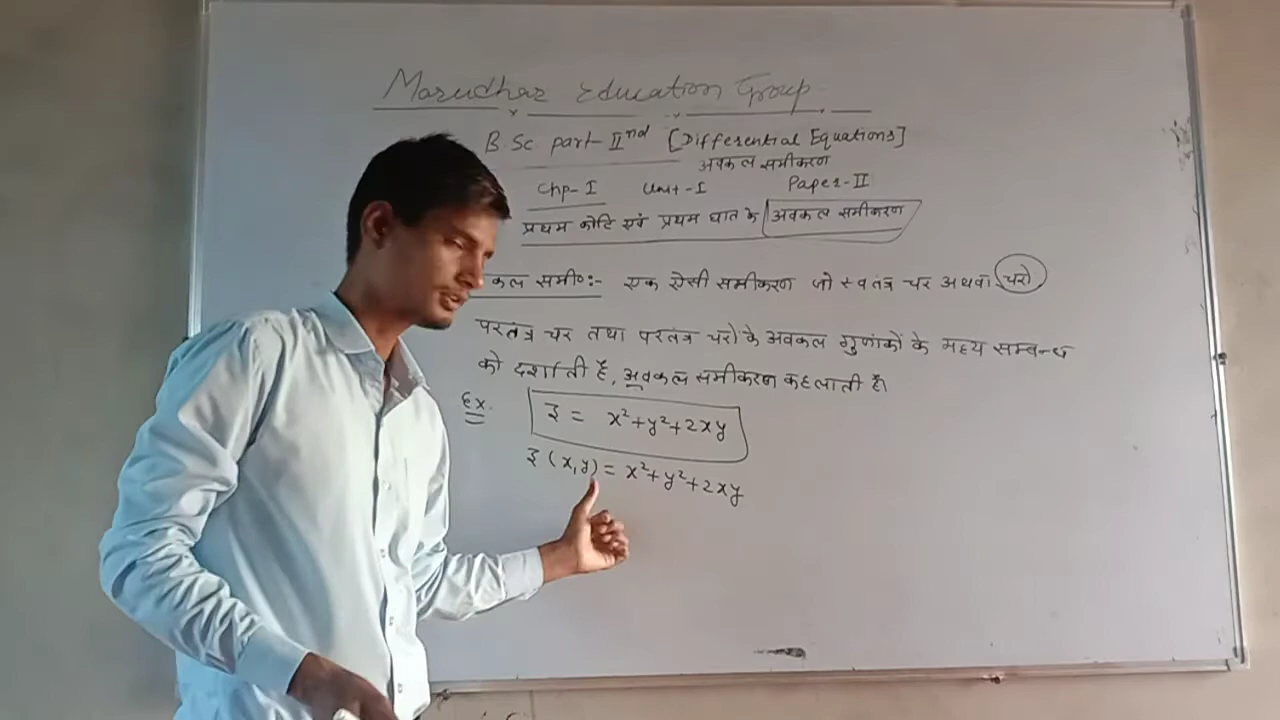 Marudhar Education Group
B.Sc. part-IInd [Differential Equations]
अवकल समीकरण
Chp-I Unit-I Paper-II
प्रथम कोटि एवं प्रथम घात के अवकल समीकरण
कल समी०:- एक ऐसी समीकरण जो स्वतंत्र चर अथवा चरो
परतंत्र चर तथा परतंत्र चरों के अवकल गुणांकों के मध्य सम्बन्ध
को दर्शाती है, अवकल समीकरण कहलाती है।
Ex. z = x²+y²+2xy
z(x,y) = x²+y²+2xy